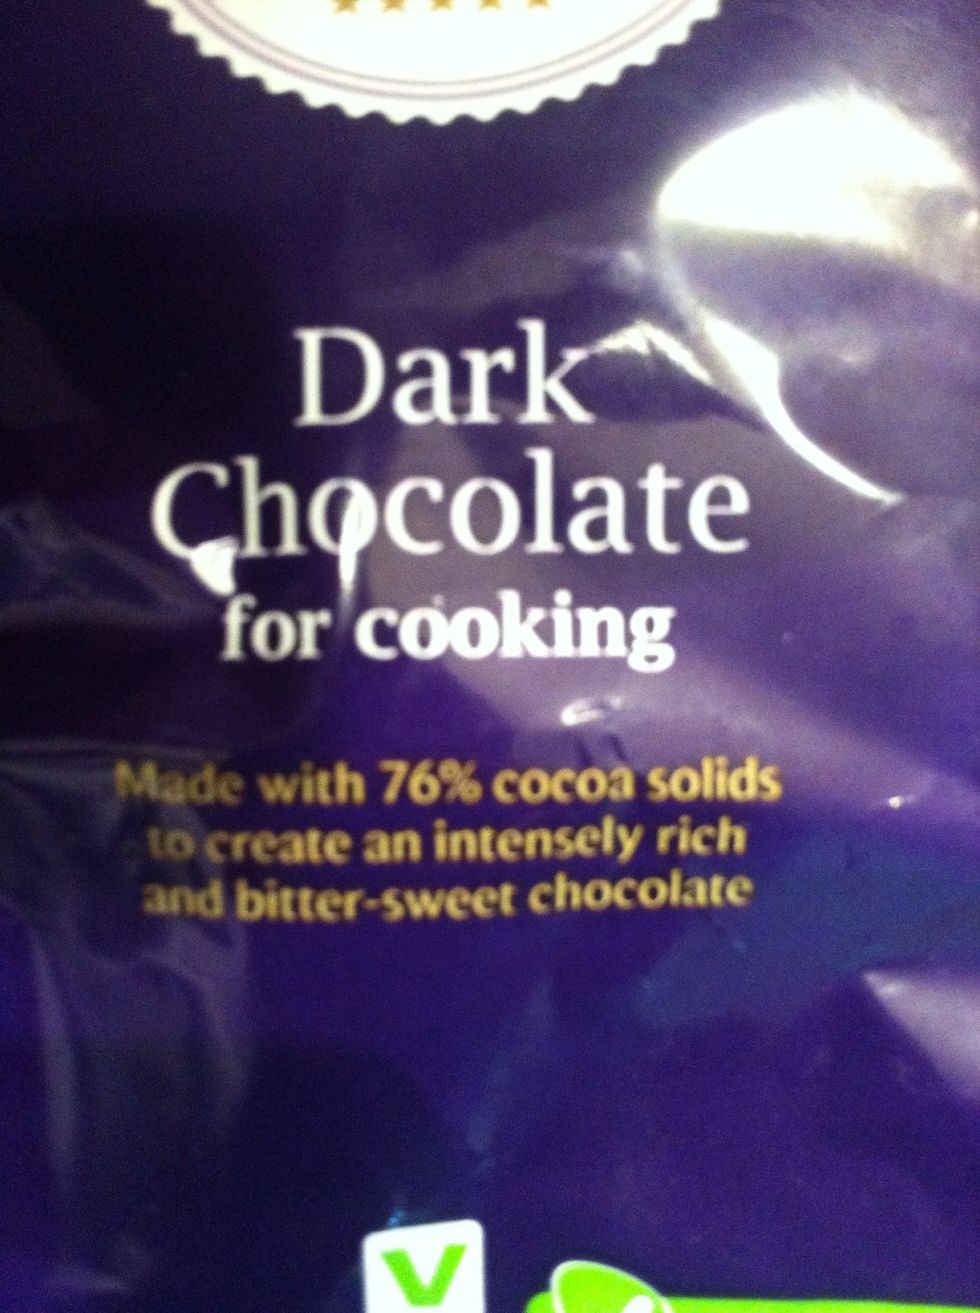 Dark
Chocolate
for cooking
Made with 76% cocoa solids
to create an intensely rich
and bitter-sweet chocolate
V